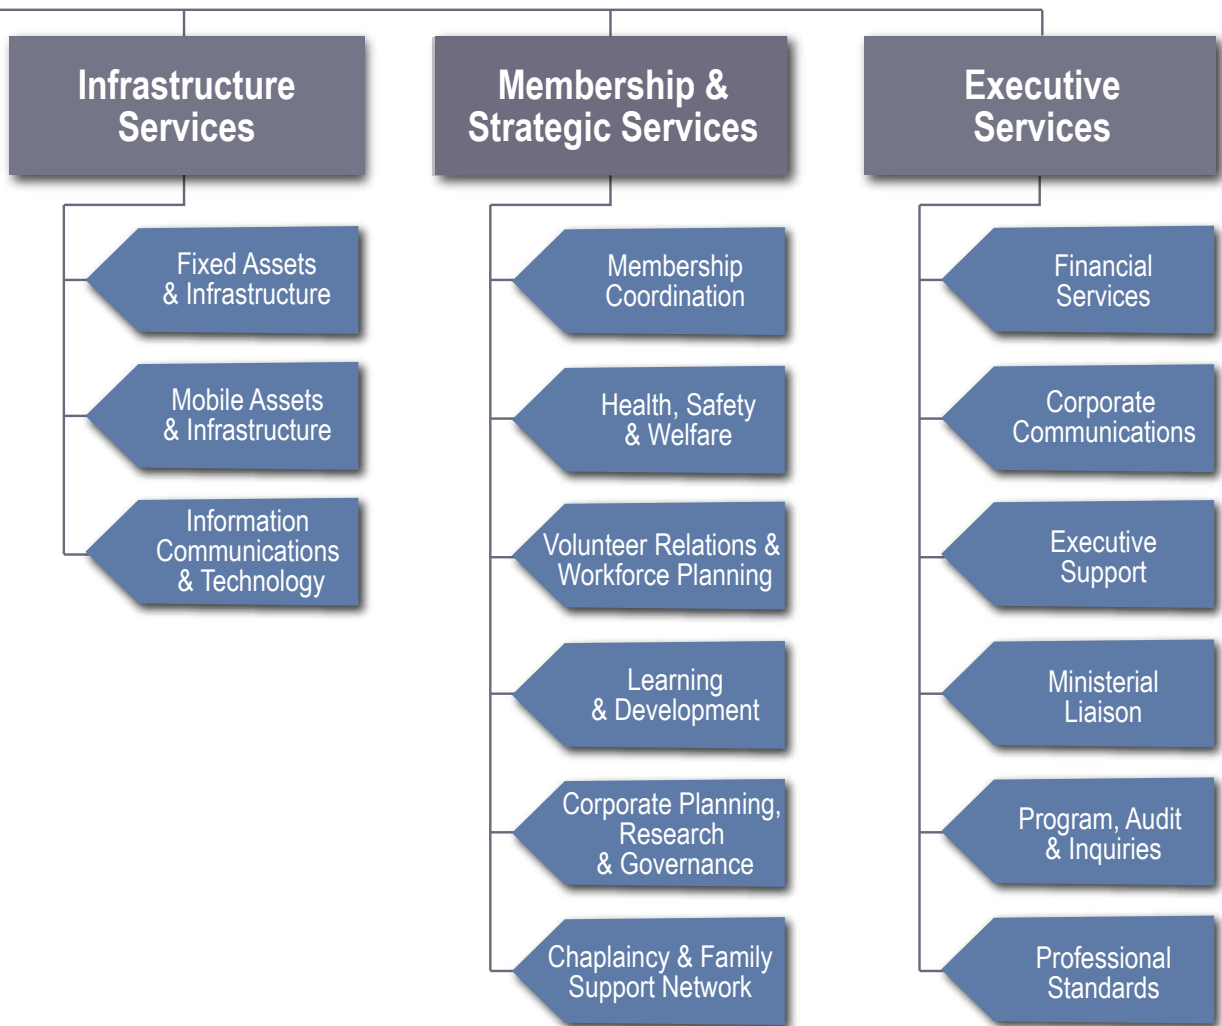 Infrastructure
Services
Fixed Assets
& Infrastructure
Mobile Assets
& Infrastructure
Information
Communications
& Technology
Membership &
Strategic Services
Membership
Coordination
Health, Safety
& Welfare
Volunteer Relations &
Workforce Planning
Learning
& Development
Corporate Planning,
Research
& Governance
Chaplaincy & Family
Support Network
Executive
Services
Financial
Services
Corporate
Communications
Executive
Support
Ministerial
Liaison
Program, Audit
& Inquiries
Professional
Standards